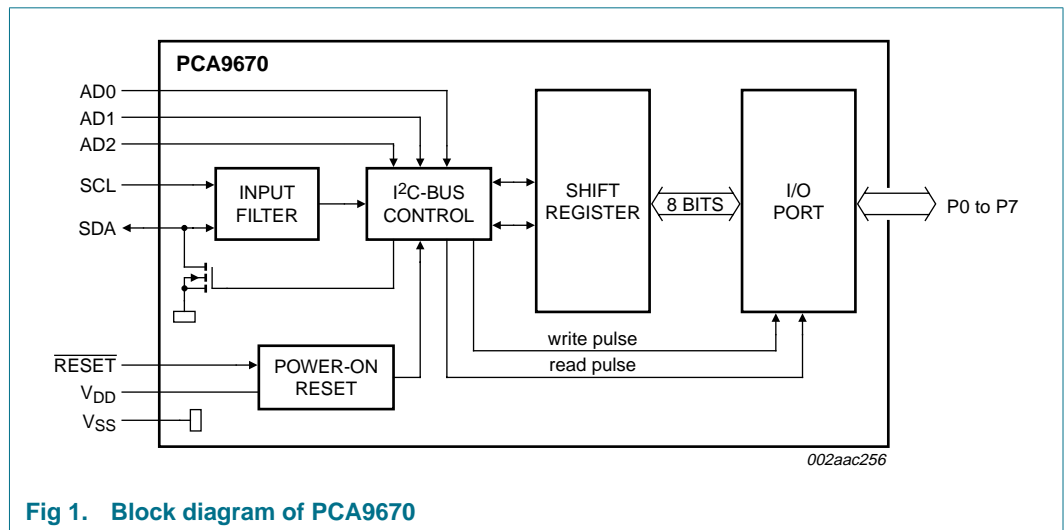 PCA9670
AD0
AD1
AD2
SCL
SDA
INPUT
FILTER
I²C-BUS
CONTROL
SHIFT
REGISTER
8 BITS
I/O
PORT
P0 to P7
write pulse
read pulse
RESET
VDD
VSS
POWER-ON
RESET
002aac256
Fig 1. Block diagram of PCA9670